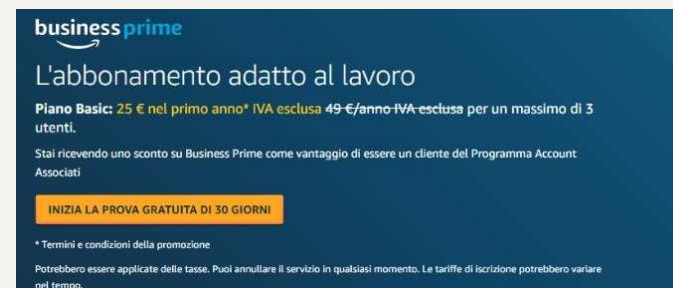 business prime
L'abbonamento adatto al lavoro
Piano Basic: 25 € nel primo anno* IVA esclusa 49 €/anno IVA esclusa per un massimo di 3
utenti.
Stai ricevendo uno sconto su Business Prime come vantaggio di essere un cliente del Programma Account
Associati
INIZIA LA PROVA GRATUITA DI 30 GIORNI
* Termini e condizioni della promozione
Potrebbero essere applicate delle tasse. Puoi annullare il servizio in qualsiasi momento. Le tariffe di iscrizione potrebbero variare
nel tempo.